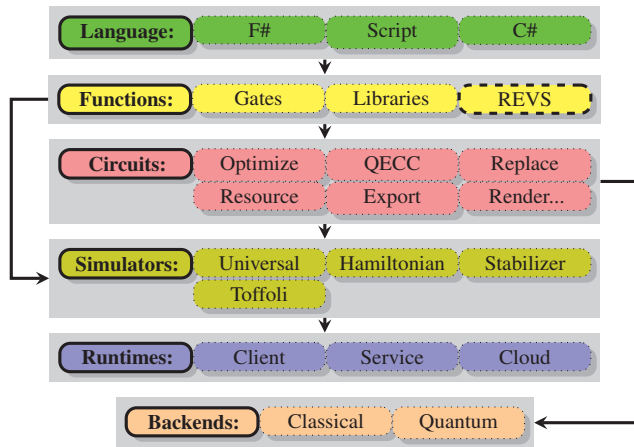 Language: F# Script C#
Functions: Gates Libraries REVS
Circuits: Optimize QECC Replace
Resource Export Render...
Simulators: Universal Hamiltonian Stabilizer
Toffoli
Runtimes: Client Service Cloud
Backends: Classical Quantum